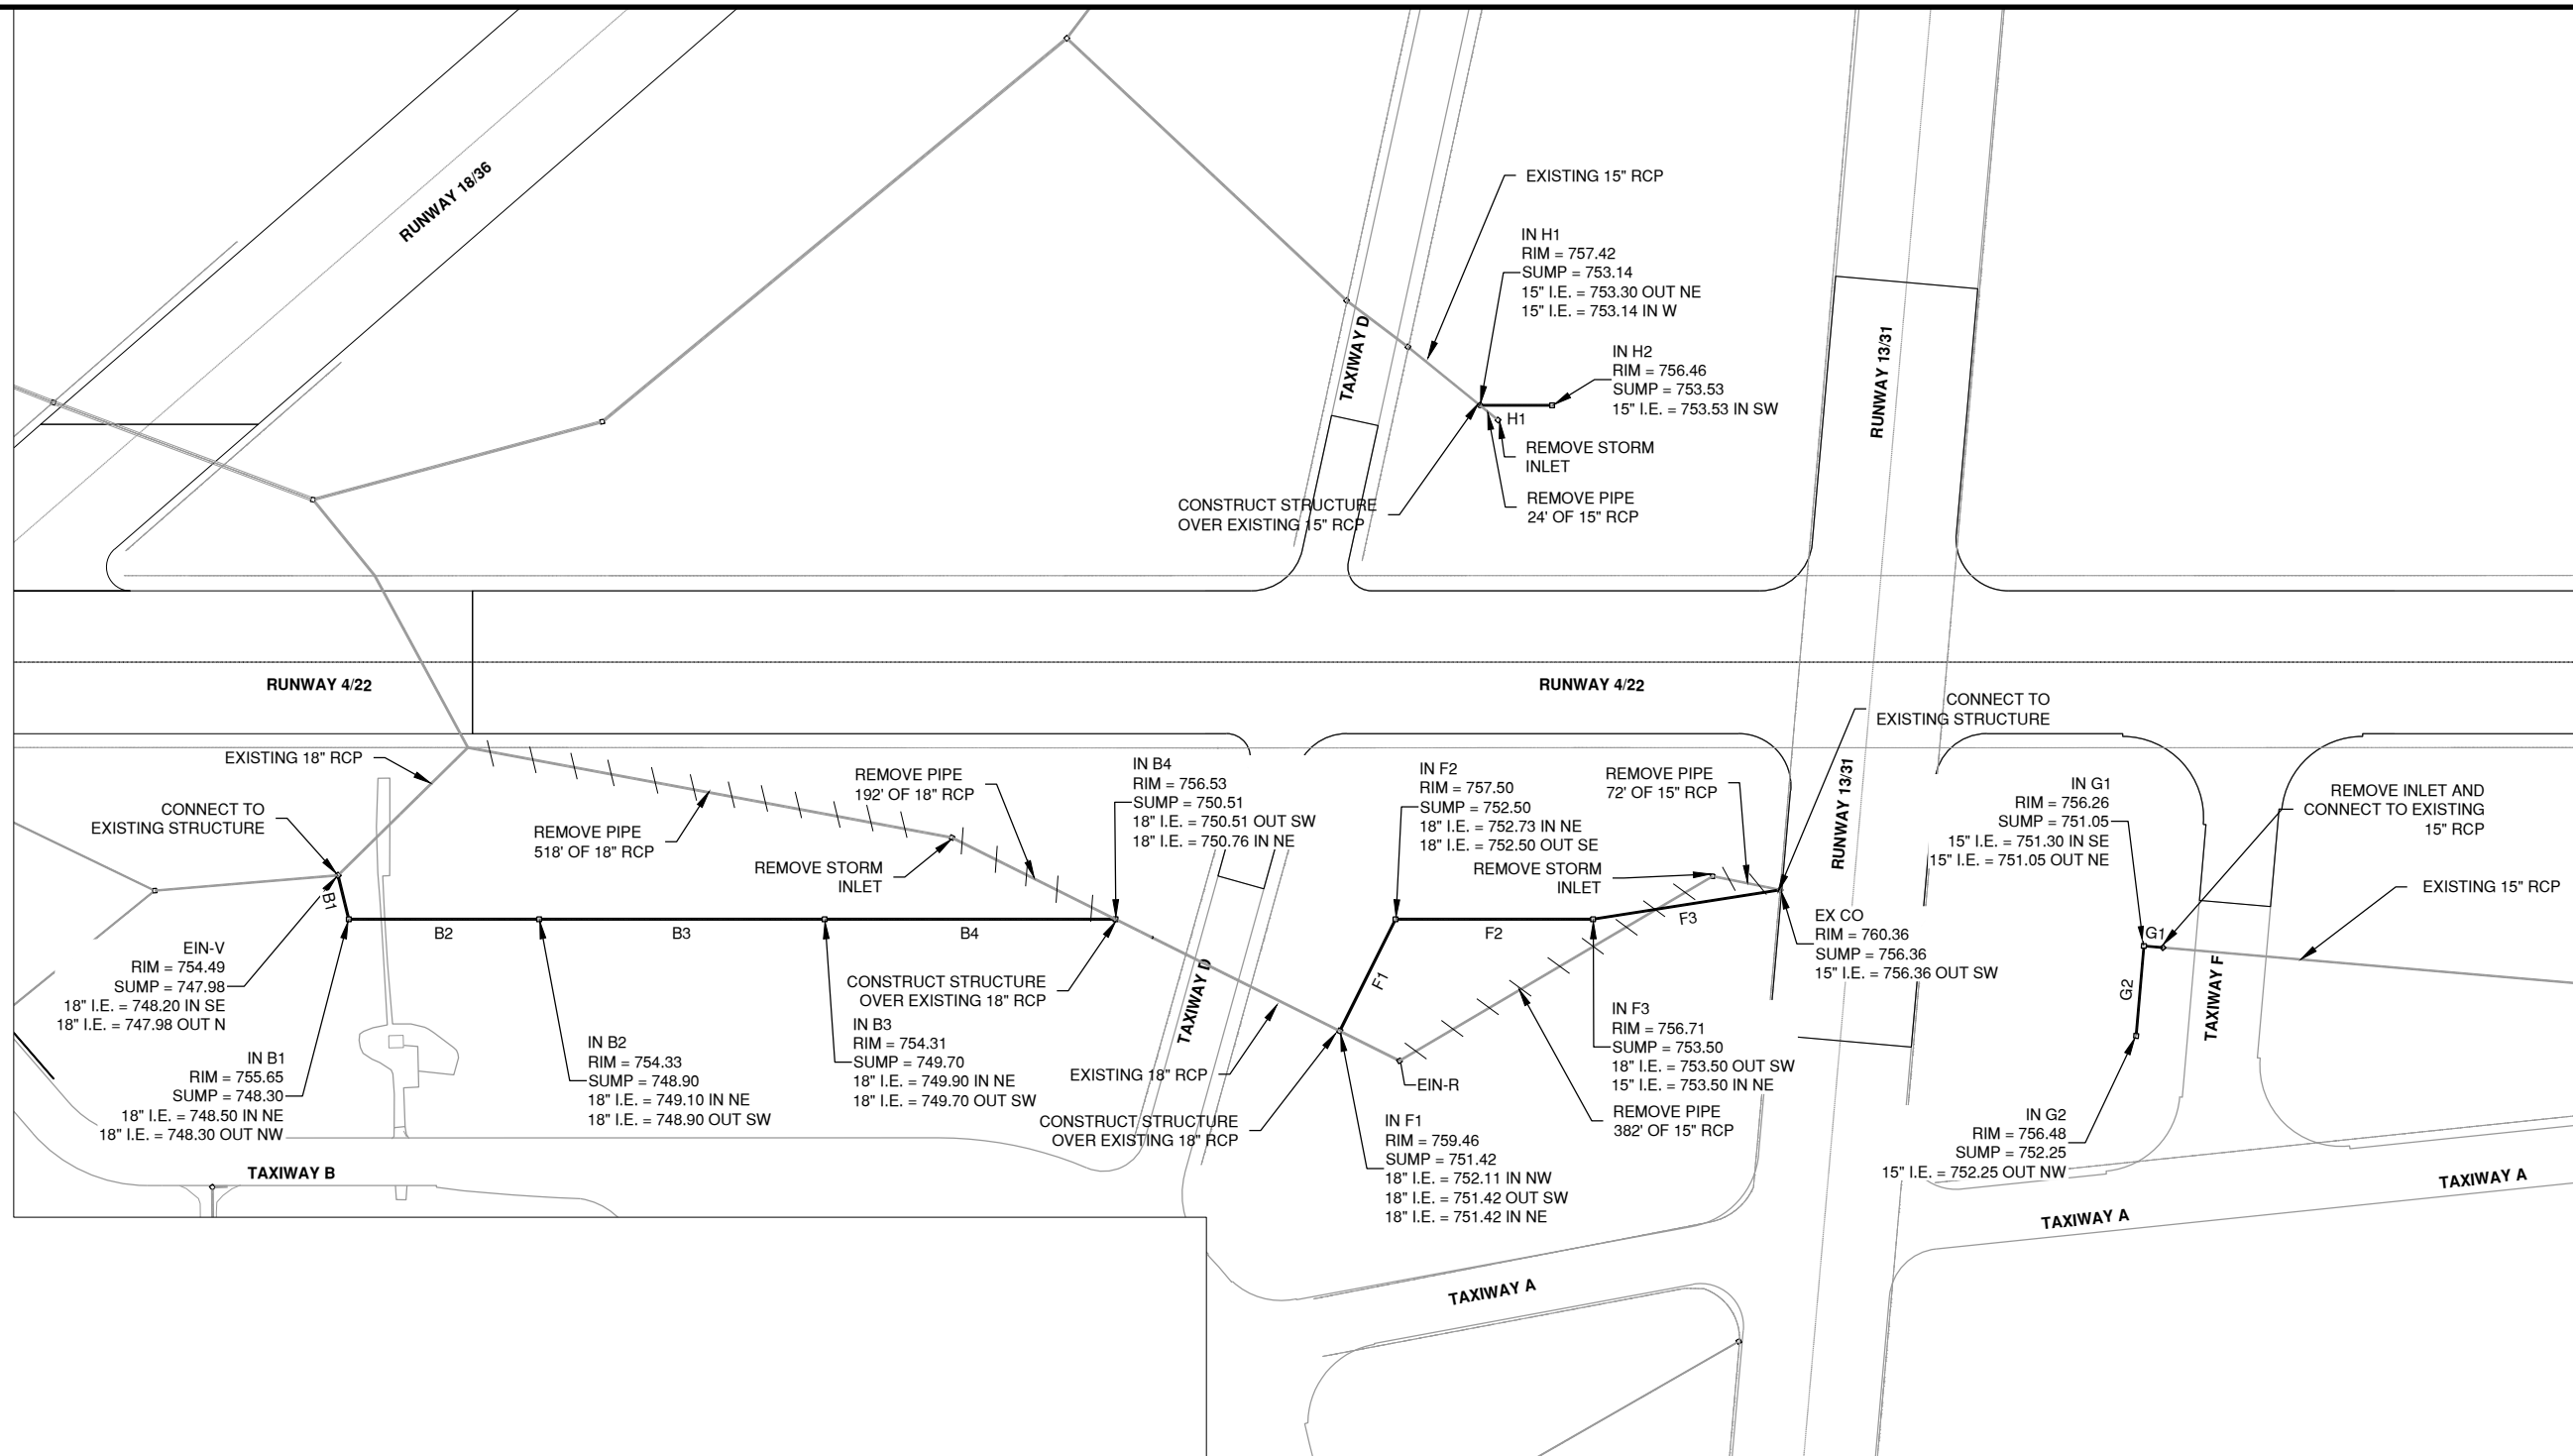 RUNWAY 18/36
EXISTING 15" RCP
IN H1
RIM = 757.42
SUMP = 753.14
15" I.E. = 753.30 OUT NE
15" I.E. = 753.14 IN W
TAXIWAY D
RUNWAY 13/31
IN H2
RIM = 756.46
SUMP = 753.53
15" I.E. = 753.53 IN SW
H1
REMOVE STORM
INLET
REMOVE PIPE
24' OF 15" RCP
CONSTRUCT STRUCTURE
OVER EXISTING 15" RCP
RUNWAY 4/22
RUNWAY 4/22
CONNECT TO
EXISTING STRUCTURE
EXISTING 18" RCP
CONNECT TO
EXISTING STRUCTURE
REMOVE PIPE
518' OF 18" RCP
REMOVE PIPE
192' OF 18" RCP
REMOVE STORM
INLET
IN B4
RIM = 756.53
SUMP = 750.51
18" I.E. = 750.51 OUT SW
18" I.E. = 750.76 IN NE
IN F2
RIM = 757.50
SUMP = 752.50
18" I.E. = 752.73 IN NE
18" I.E. = 752.50 OUT SE
REMOVE STORM
INLET
REMOVE PIPE
72' OF 15" RCP
RUNWAY 13/31
IN G1
RIM = 756.26
SUMP = 751.05
15" I.E. = 751.30 IN SE
15" I.E. = 751.05 OUT NE
REMOVE INLET AND
CONNECT TO EXISTING
15" RCP
EXISTING 15" RCP
B1
B2
B3
B4
F1
F2
F3
G1
G2
EX CO
RIM = 760.36
SUMP = 756.36
15" I.E. = 756.36 OUT SW
EIN-V
RIM = 754.49
SUMP = 747.98
18" I.E. = 748.20 IN SE
18" I.E. = 747.98 OUT N
IN B1
RIM = 755.65
SUMP = 748.30
18" I.E. = 748.50 IN NE
18" I.E. = 748.30 OUT NW
IN B2
RIM = 754.33
SUMP = 748.90
18" I.E. = 749.10 IN NE
18" I.E. = 748.90 OUT SW
CONSTRUCT STRUCTURE
OVER EXISTING 18" RCP
IN B3
RIM = 754.31
SUMP = 749.70
18" I.E. = 749.90 IN NE
18" I.E. = 749.70 OUT SW
TAXIWAY D
EXISTING 18" RCP
CONSTRUCT STRUCTURE
OVER EXISTING 18" RCP
EIN-R
IN F1
RIM = 759.46
SUMP = 751.42
18" I.E. = 752.11 IN NW
18" I.E. = 751.42 OUT SW
18" I.E. = 751.42 IN NE
IN F3
RIM = 756.71
SUMP = 753.50
18" I.E. = 753.50 OUT SW
15" I.E. = 753.50 IN NE
REMOVE PIPE
382' OF 15" RCP
TAXIWAY F
IN G2
RIM = 756.48
SUMP = 752.25
15" I.E. = 752.25 OUT NW
TAXIWAY B
TAXIWAY A
TAXIWAY A
TAXIWAY A